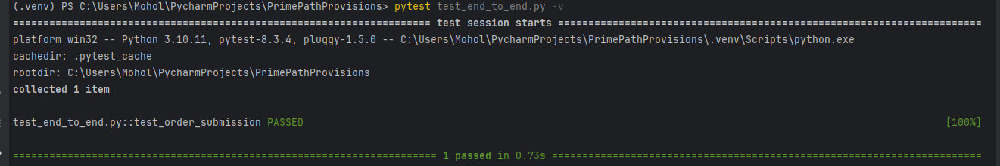 (.venv) PS C:\Users\Mohol\PycharmProjects\PrimePathProvisions> pytest test_end_to_end.py -v
===================================================================== test session starts ======================================================================
platform win32 -- Python 3.10.11, pytest-8.3.4, pluggy-1.5.0 -- C:\Users\Mohol\PycharmProjects\PrimePathProvisions\.venv\Scripts\python.exe
cachedir: .pytest_cache
rootdir: C:\Users\Mohol\PycharmProjects\PrimePathProvisions
collected 1 item
test_end_to_end.py::test_order_submission PASSED [100%]
====================================================================== 1 passed in 0.73s =======================================================================